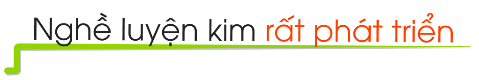 Nghề luyện kim rất phát triển